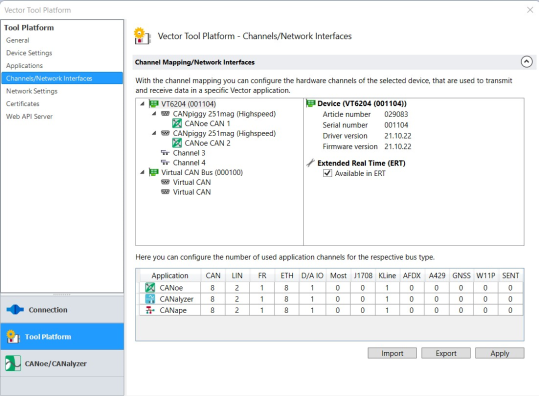 Vector Tool Platform
Tool Platform
General
Device Settings
Applications
Channels/Network Interfaces
Network Settings
Certificates
Web API Server
Connection
Tool Platform
CANoe/CANalyzer
Vector Tool Platform - Channels/Network Interfaces
Channel Mapping/Network Interfaces
With the channel mapping you can configure the hardware channels of the selected device, that are used to transmit
and receive data in a specific Vector application.
VT6204 (001104)
CANpiggy 251mag (Highspeed)
CANoe CAN 1
CANpiggy 251mag (Highspeed)
CANoe CAN 2
Channel 3
Channel 4
Virtual CAN Bus (000100)
Virtual CAN
Virtual CAN
Device (VT6204 (001104))
Article number 029083
Serial number 001104
Driver version 21.10.22
Firmware version 21.10.22
Extended Real Time (ERT)
Available in ERT
Here you can configure the number of used application channels for the respective bus type.
Application CAN LIN FR ETH D/A IO Most J1708 KLine AFDX A429 GNSS W11P SENT
CANoe 8 2 1 8 1 0 0 1 0 0 0 0 0
CANalyzer 8 2 1 8 1 0 0 1 0 0 0 0 0
CANape 8 2 1 8 1 0 0 1 0 0 0 0 0
Import Export Apply